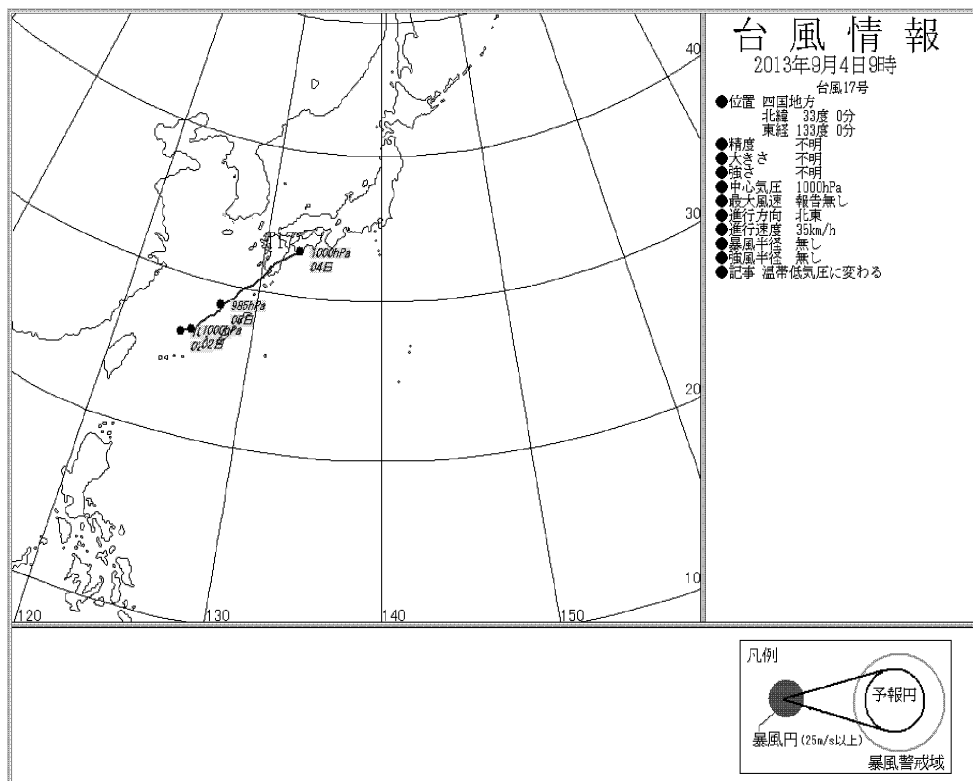 台風情報
2013年9月4日9時
台風17号
●位置 四国地方
北緯 33度 0分
東経 133度 0分
●精度 不明
●大きさ 不明
●強さ 不明
●中心気圧 1000hPa
●最大風速 報告無し
●進行方向 北東
●進行速度 35km/h
●暴風半径 無し
●強風半径 無し
●記事 温帯低気圧に変わる
40
30
20
10
1000hPa
04日
985hPa
1000hPa
02日
120
130
140
150
凡例
予報円
暴風円(25m/s以上)
暴風警戒域